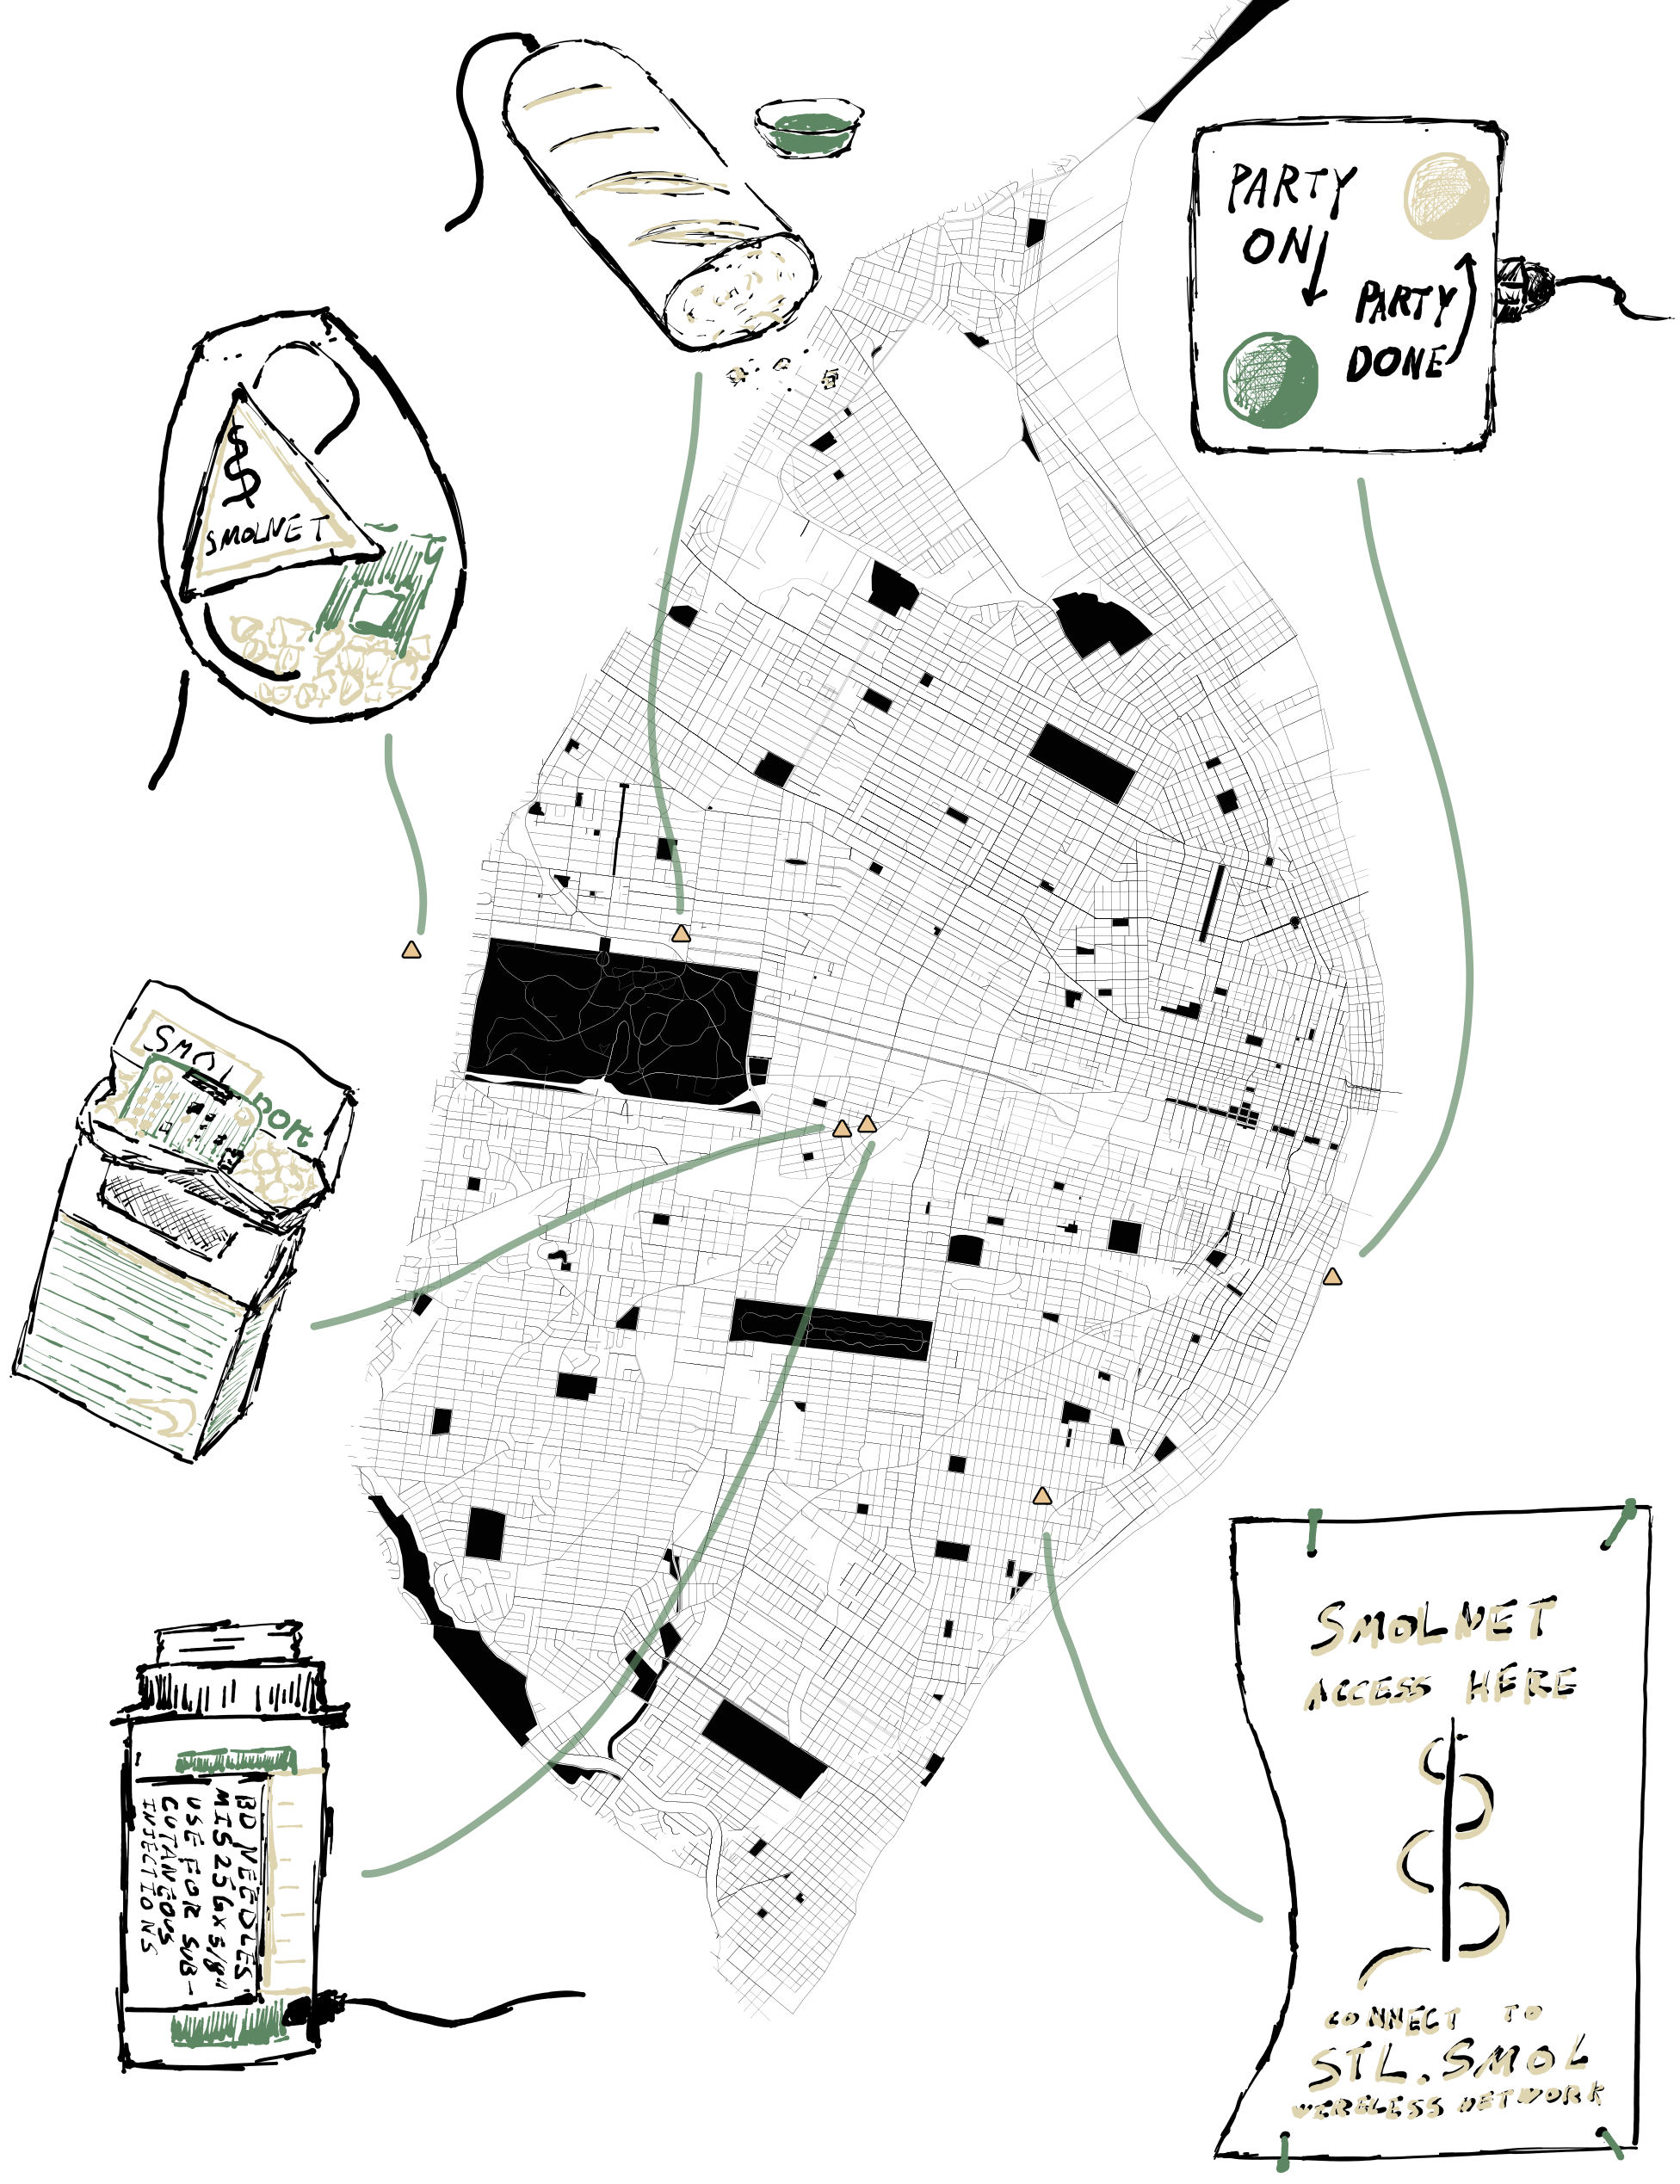 PARTY
ON
PARTY
DONE
$
SMOLNET
SMO
PORT
BD NEEDLES
MIS 25G x 5/8"
USE FOR SUB-
CUTANEOUS
INJECTIONS
SMOLNET
ACCESS HERE
CONNECT TO
STL.SMOL
WIRELESS NETWORK